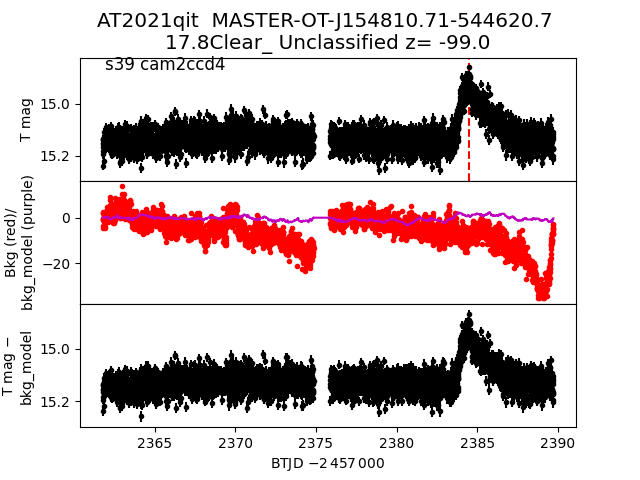 AT2021qit  MASTER-OT-J154810.71-544620.7
17.8Clear_ Unclassified z= -99.0
s39 cam2ccd4
T mag
15.0
15.2
Bkg (red)/
bkg_model (purple)
0
−20
T mag −
bkg_model
15.0
15.2
2365
2370
2375
2380
2385
2390
BTJD −2 457 000